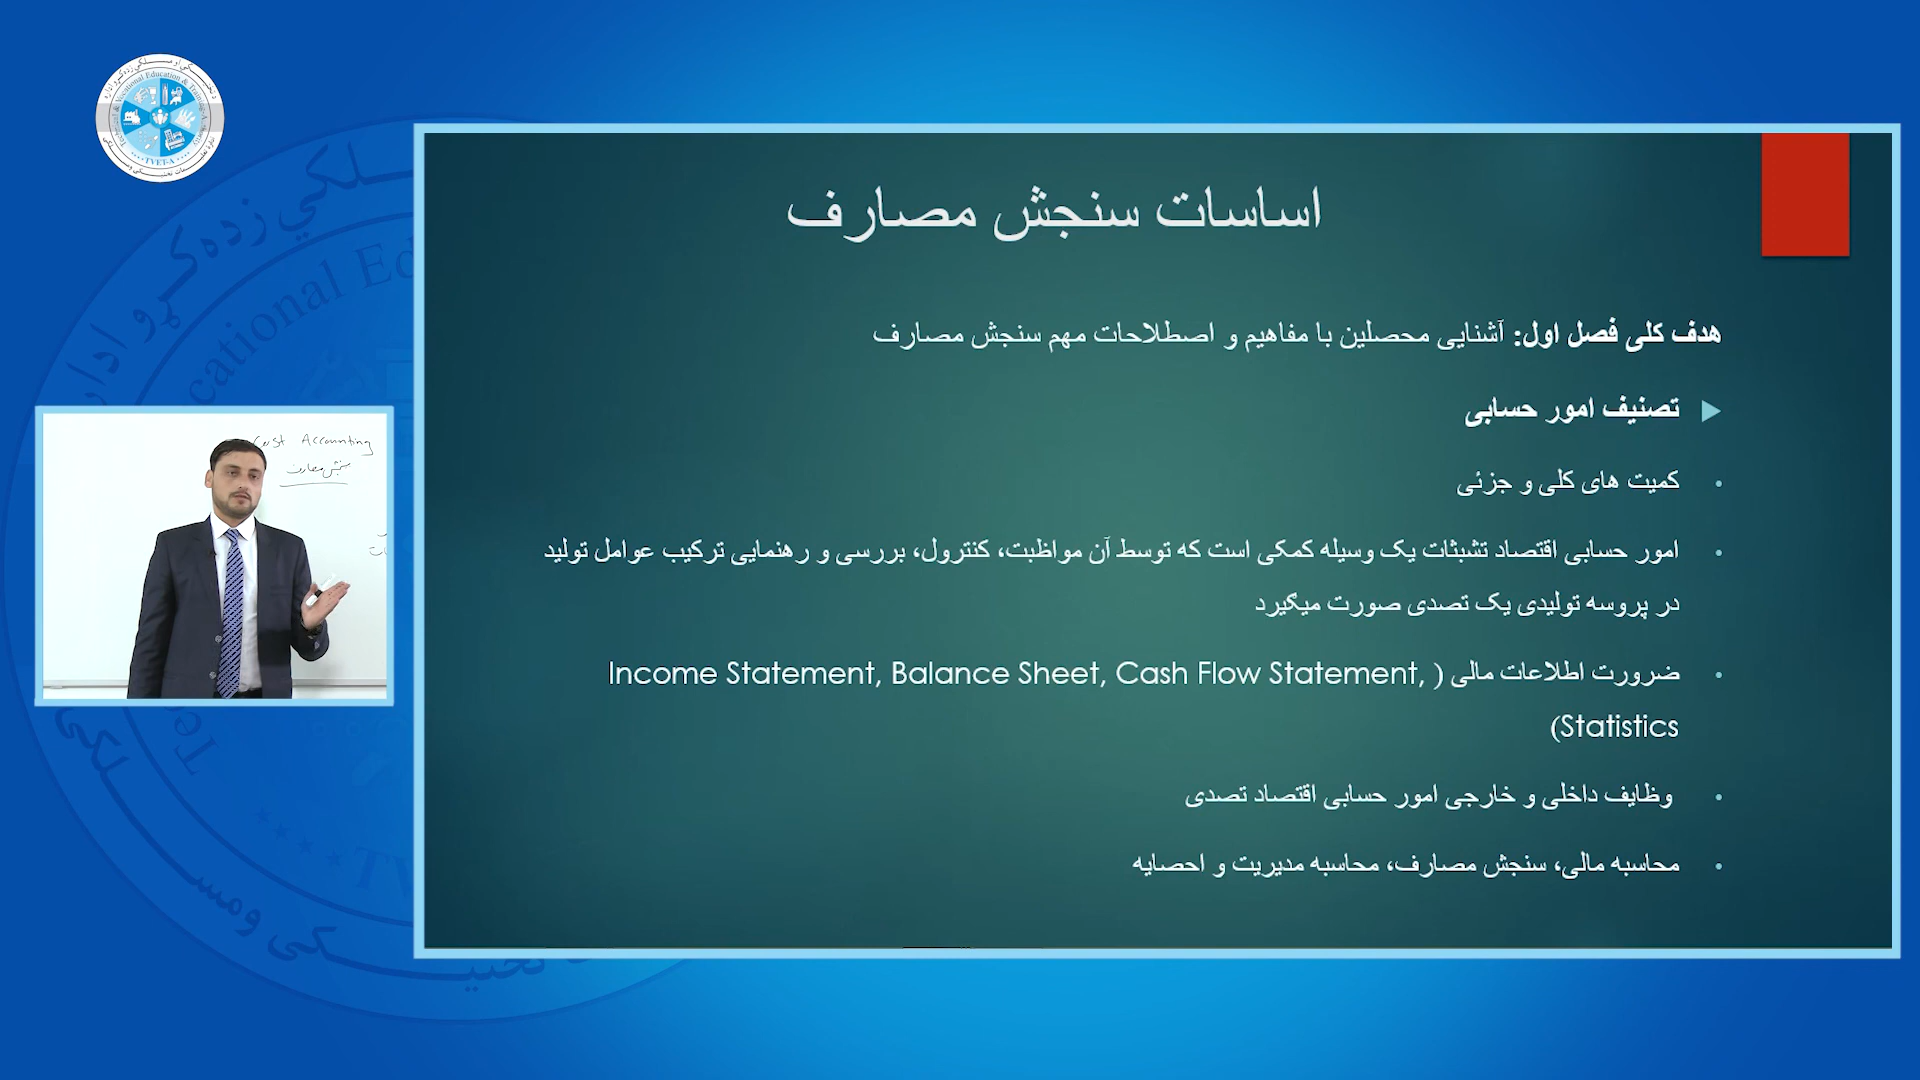 اساسات سنجش مصارف
هدف کلی فصل اول: آشنایی محصلین با مفاهیم و اصطلاحات مهم سنجش مصارف
تصنیف امور حسابی
کمیت های کلی و جزئی
امور حسابی اقتصاد تشبثات یک وسیله کمکی است که توسط آن مواظبت، کنترول، بررسی و رهنمایی ترکیب عوامل تولید
در پروسه تولیدی یک تصدی صورت میگیرد
ضرورت اطلاعات مالی ( Income Statement, Balance Sheet, Cash Flow Statement,
Statistics)
وظایف داخلی و خارجی امور حسابی اقتصاد تصدی
محاسبه مالی، سنجش مصارف، محاسبه مدیریت و احصایه
Cost Accounting
سنجش مصارف
TVET-A